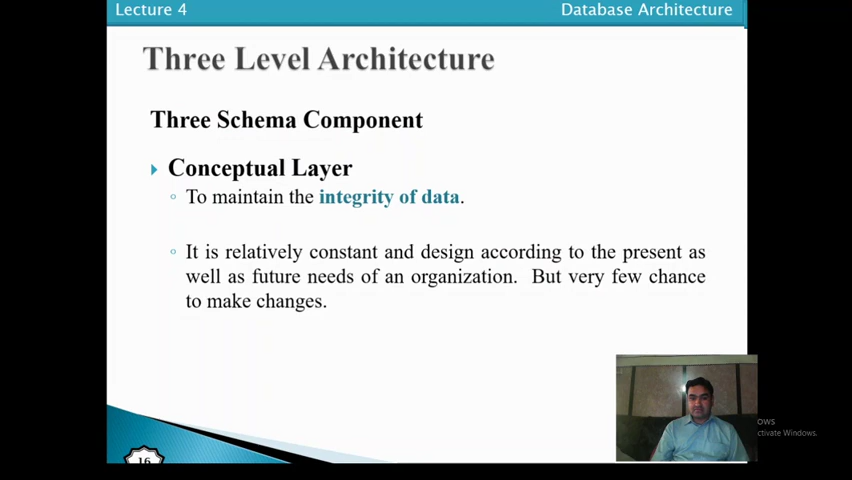 Lecture 4
Database Architecture
Three Level Architecture
Three Schema Component
Conceptual Layer
To maintain the integrity of data.
It is relatively constant and design according to the present as
well as future needs of an organization. But very few chance
to make changes.
16
ows
ctivate Windows.